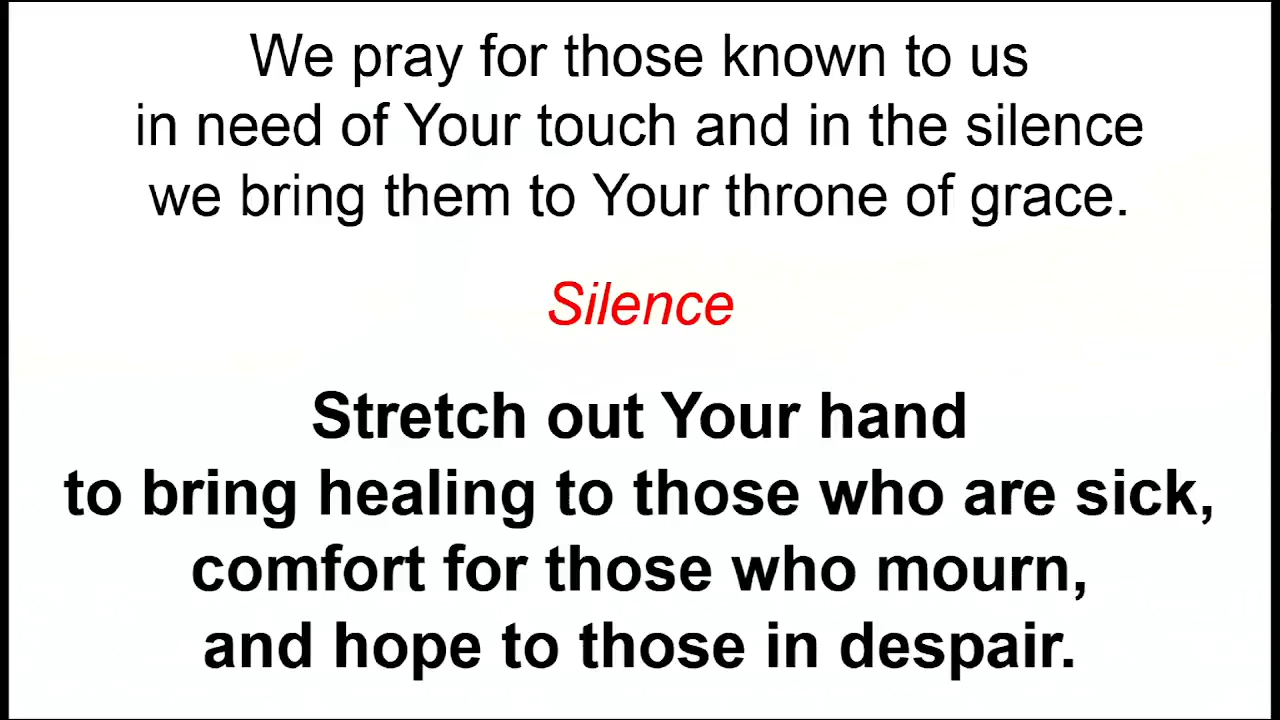 We pray for those known to us
in need of Your touch and in the silence
we bring them to Your throne of grace.
Silence
Stretch out Your hand
to bring healing to those who are sick,
comfort for those who mourn,
and hope to those in despair.